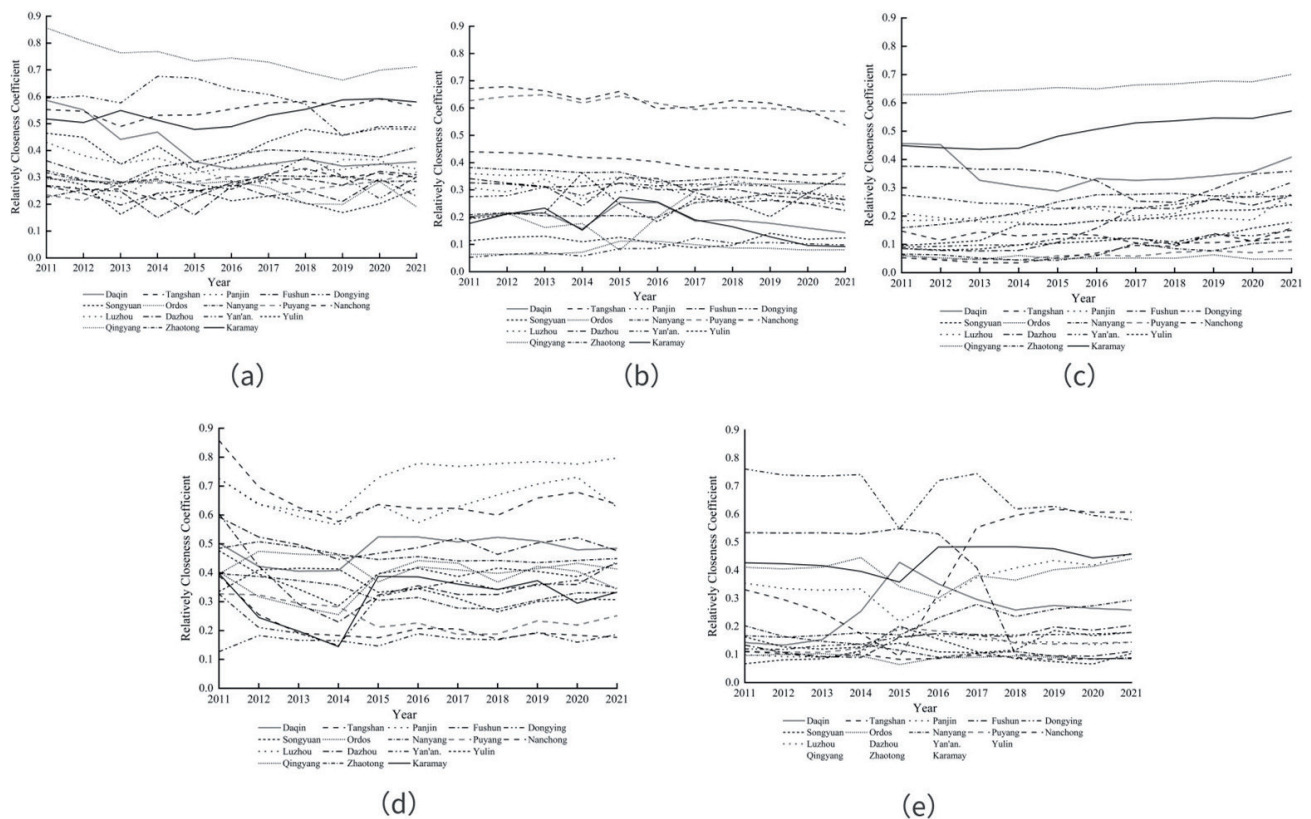 0.9
0.8
0.7
0.6
0.5
0.4
0.3
0.2
0.1
0.0
Relatively Closeness Coefficient
2011 2012 2013 2014 2015 2016 2017 2018 2019 2020 2021
Year
Daqin Tangshan Panjin Fushun Dongying
Songyuan Ordos Nanyang Puyang Nanchong
Luzhou Dazhou Yan'an. Yulin
Qingyang Zhaotong Karamay
(a)
0.9
0.8
0.7
0.6
0.5
0.4
0.3
0.2
0.1
0.0
Relatively Closeness Coefficient
2011 2012 2013 2014 2015 2016 2017 2018 2019 2020 2021
Year
Daqin Tangshan Panjin Fushun Dongying
Songyuan Ordos Nanyang Puyang Nanchong
Luzhou Dazhou Yan'an. Yulin
Qingyang Zhaotong Karamay
(b)
0.9
0.8
0.7
0.6
0.5
0.4
0.3
0.2
0.1
0.0
Relatively Closeness Coefficient
2011 2012 2013 2014 2015 2016 2017 2018 2019 2020 2021
Year
Daqin Tangshan Panjin Fushun Dongying
Songyuan Ordos Nanyang Puyang Nanchong
Luzhou Dazhou Yan'an. Yulin
Qingyang Zhaotong Karamay
(c)
0.9
0.8
0.7
0.6
0.5
0.4
0.3
0.2
0.1
0.0
Relatively Closeness Coefficient
2011 2012 2013 2014 2015 2016 2017 2018 2019 2020 2021
Year
Daqin Tangshan Panjin Fushun Dongying
Songyuan Ordos Nanyang Puyang Nanchong
Luzhou Dazhou Yan'an. Yulin
Qingyang Zhaotong Karamay
(d)
0.9
0.8
0.7
0.6
0.5
0.4
0.3
0.2
0.1
0.0
Relatively Closeness Coefficient
2011 2012 2013 2014 2015 2016 2017 2018 2019 2020 2021
Year
Daqin Tangshan Panjin Fushun Dongying
Songyuan Ordos Nanyang Puyang Nanchong
Luzhou Dazhou Yan'an. Yulin
Qingyang Zhaotong Karamay
(e)